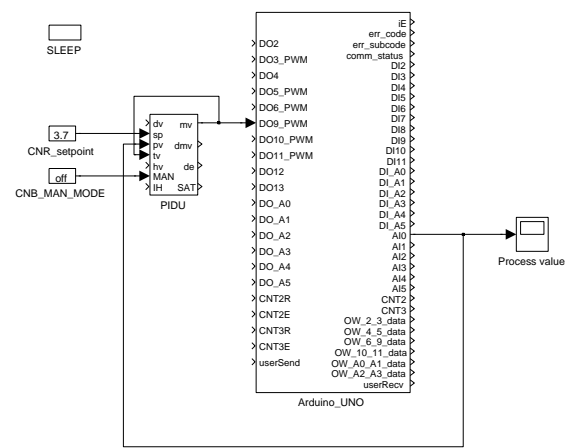 SLEEP
3.7
CNR_setpoint
off
CNB_MAN_MODE
dv
sp
pv
tv
hv
MAN
IH
mv
dmv
de
SAT
PIDU
DO2
DO3_PWM
DO4
DO5_PWM
DO6_PWM
DO9_PWM
DO10_PWM
DO11_PWM
DO12
DO13
DO_A0
DO_A1
DO_A2
DO_A3
DO_A4
DO_A5
CNT2R
CNT2E
CNT3R
CNT3E
userSend
iE
err_code
err_subcode
comm_status
DI2
DI3
DI4
DI5
DI6
DI7
DI8
DI9
DI10
DI11
DI_A0
DI_A1
DI_A2
DI_A3
DI_A4
DI_A5
AI0
AI1
AI2
AI3
AI4
AI5
CNT2
CNT3
OW_2_3_data
OW_4_5_data
OW_6_9_data
OW_10_11_data
OW_A0_A1_data
OW_A2_A3_data
userRecv
Arduino_UNO
Process value